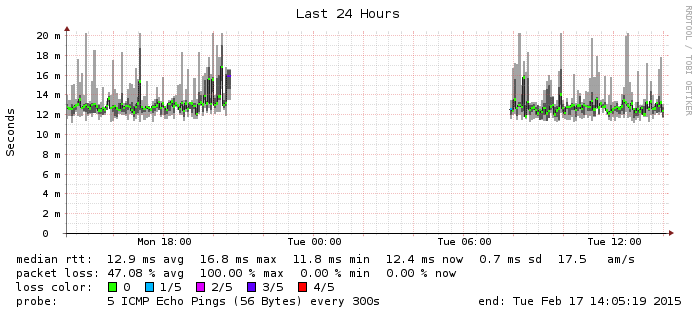 Last 24 Hours
RRDTOOL / TOBI OETIKER
Seconds
20 m
18 m
16 m
14 m
12 m
10 m
8 m
6 m
4 m
2 m
0
Mon 18:00 Tue 00:00 Tue 06:00 Tue 12:00
median rtt: 12.9 ms avg 16.8 ms max 11.8 ms min 12.4 ms now 0.7 ms sd 17.5 am/s
packet loss: 47.08 % avg 100.00 % max 0.00 % min 0.00 % now
loss color: 0 1/5 2/5 3/5 4/5
probe: 5 ICMP Echo Pings (56 Bytes) every 300s end: Tue Feb 17 14:05:19 2015